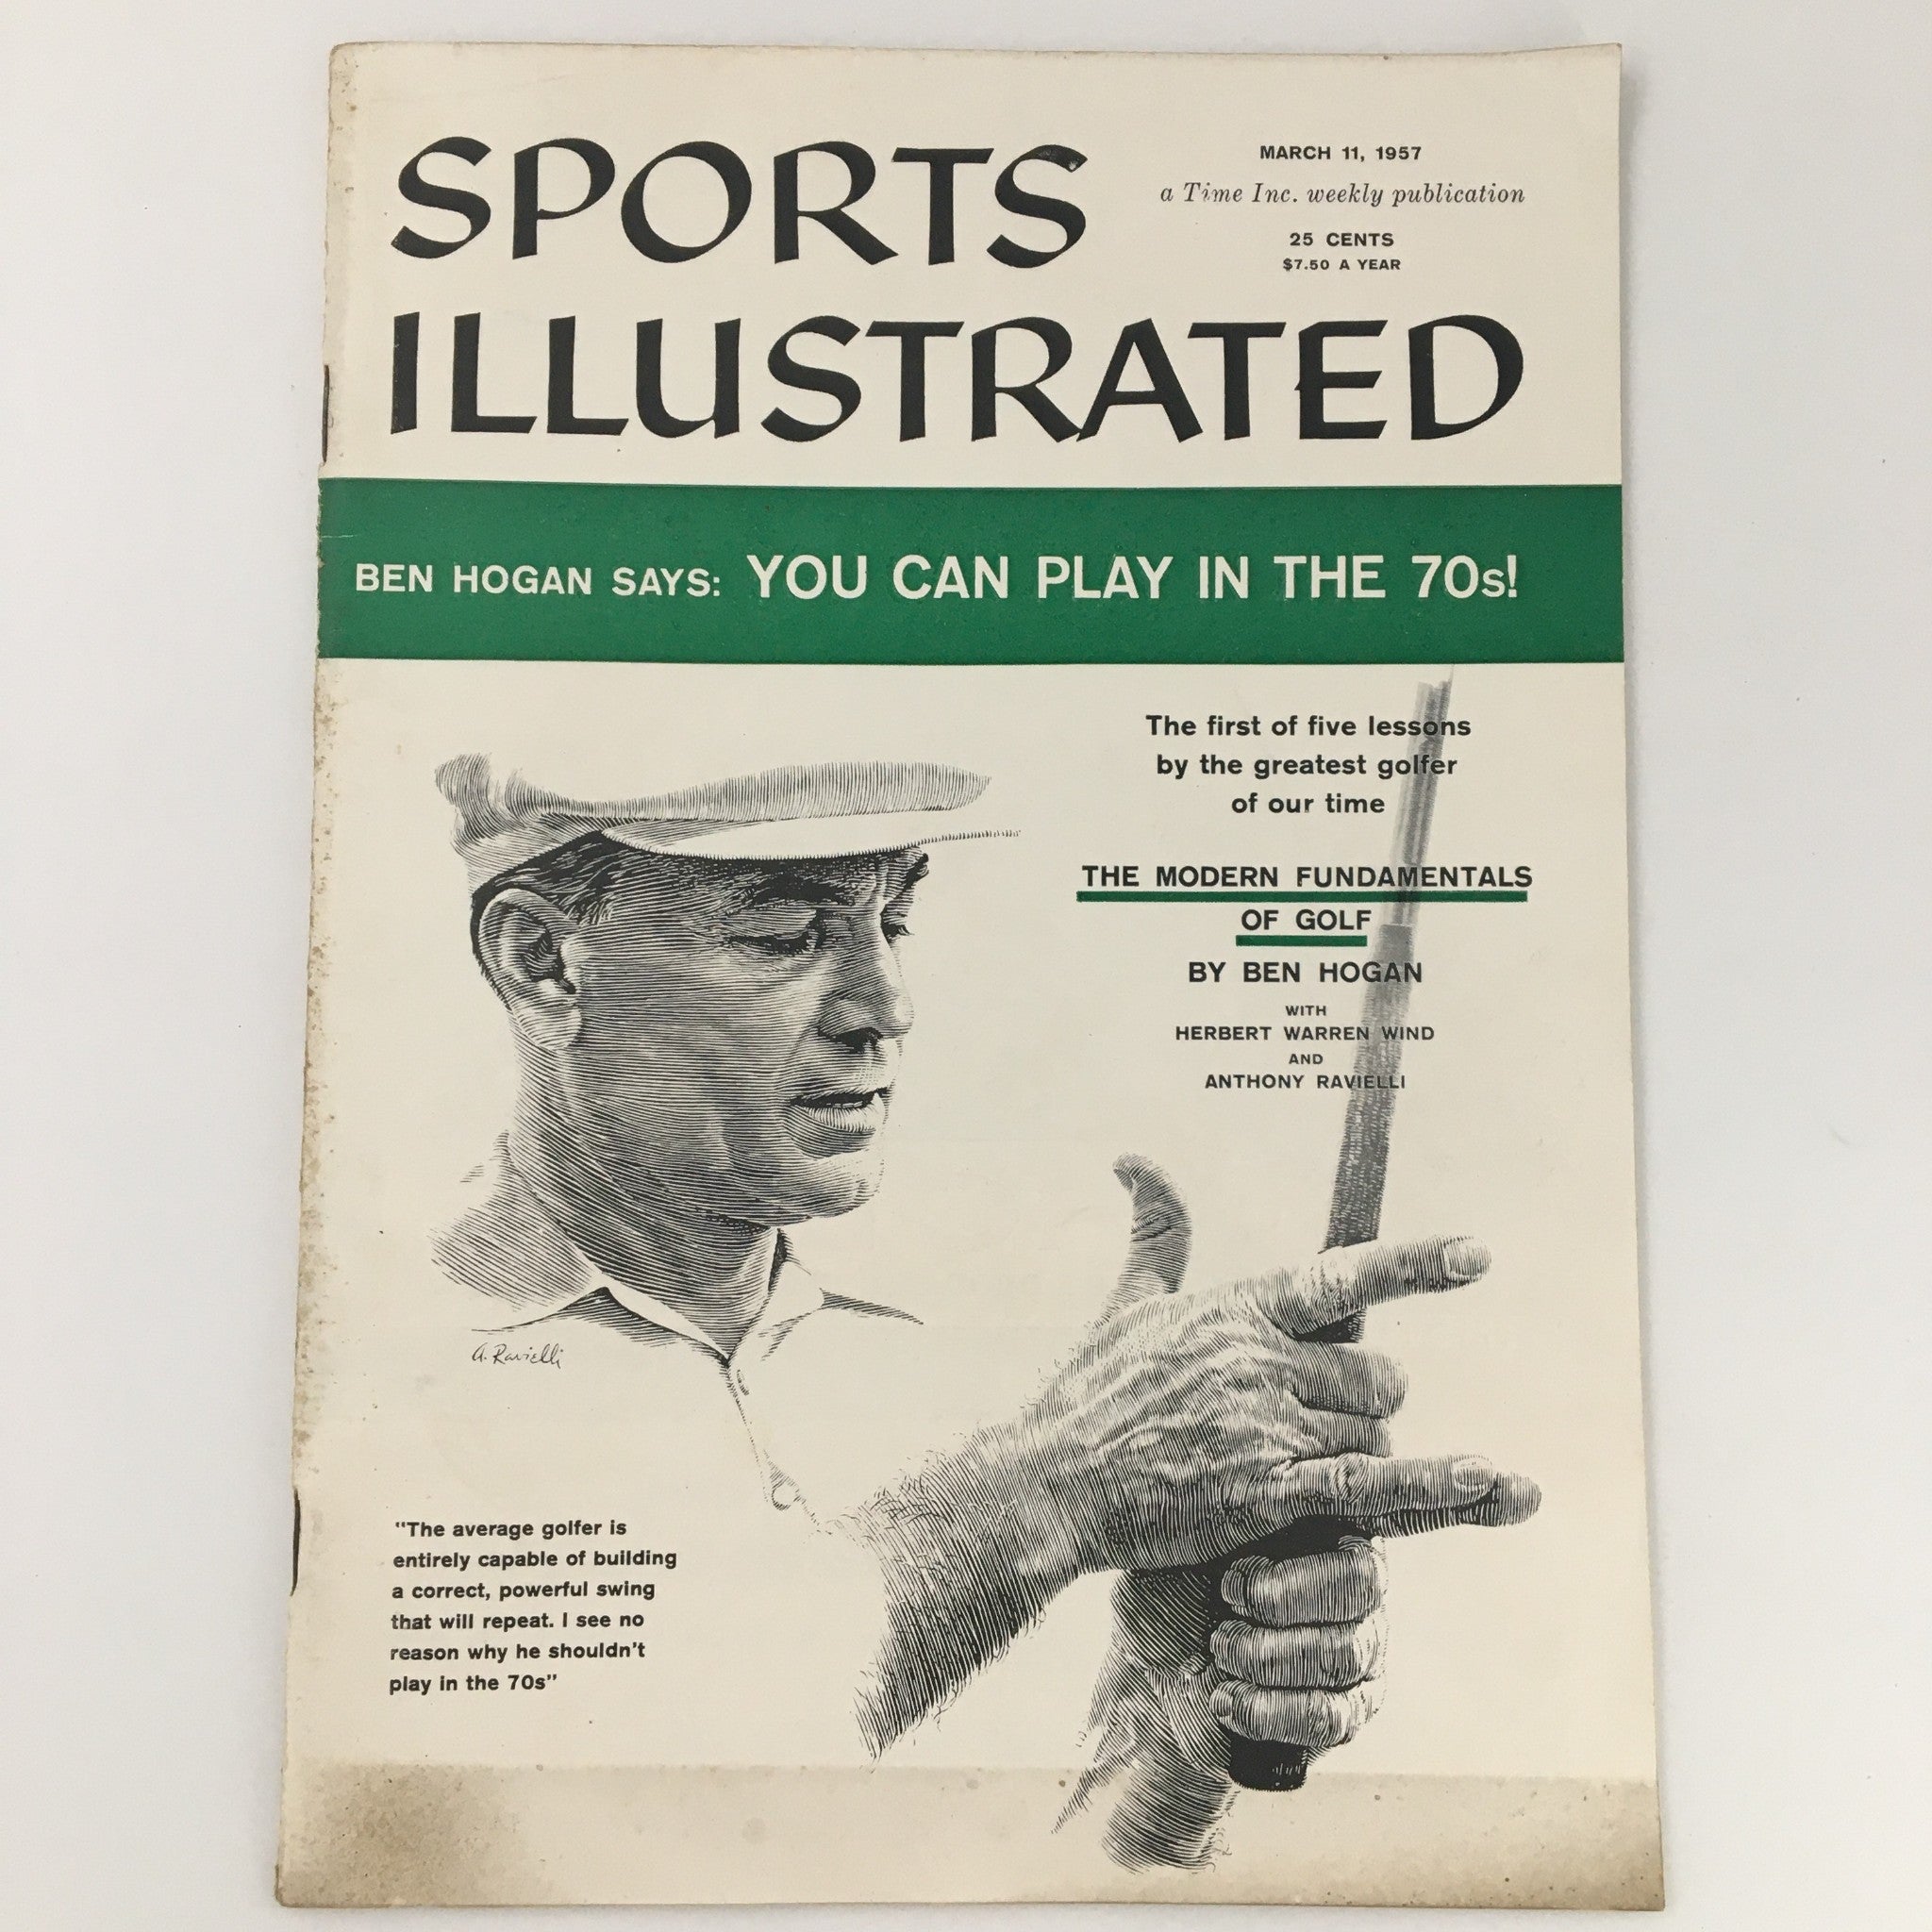 SPORTS
ILLUSTRATED
MARCH 11, 1957
a Time Inc. weekly publication
25 CENTS
$7.50 A YEAR
BEN HOGAN SAYS: YOU CAN PLAY IN THE 70s!
The first of five lessons
by the greatest golfer
of our time
THE MODERN FUNDAMENTALS
OF GOLF
BY BEN HOGAN
WITH
HERBERT WARREN WIND
AND
ANTHONY RAVIELLI
A. Ravielli
"The average golfer is
entirely capable of building
a correct, powerful swing
that will repeat. I see no
reason why he shouldn't
play in the 70s"